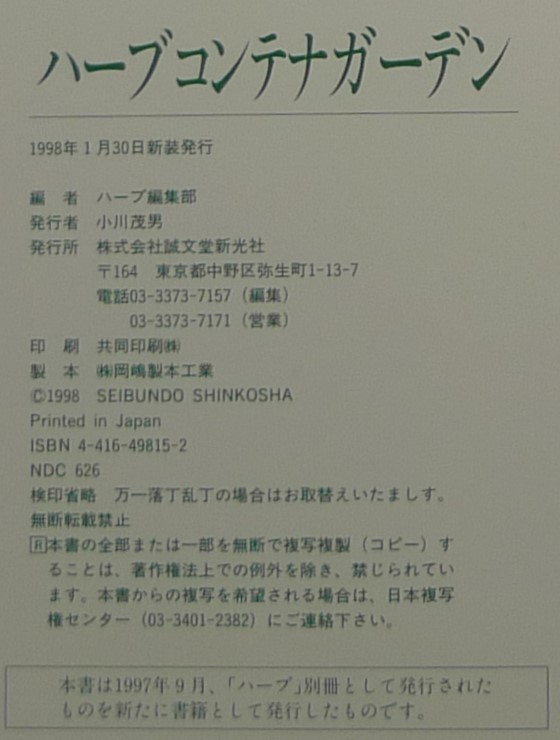 ハーブコンテナガーデン
1998年1月30日新装発行
編　者　ハーブ編集部
発行者　小川茂男
発行所　株式会社誠文堂新光社
〒164　東京都中野区弥生町1-13-7
電話03-3373-7157（編集）
03-3373-7171（営業）
印　刷　共同印刷㈱
製　本　㈱岡嶋製本工業
©1998　SEIBUNDO SHINKOSHA
Printed in Japan
ISBN 4-416-49815-2
NDC 626
検印省略　万一落丁乱丁の場合はお取替えいたましす。
無断転載禁止
🅁本書の全部または一部を無断で複写複製（コピー）す
ることは、著作権法上での例外を除き、禁じられてい
ます。本書からの複写を希望される場合は、日本複写
権センター（03-3401-2382）にご連絡下さい。
本書は1997年9月、「ハーブ」別冊として発行された
ものを新たに書籍として発行したものです。